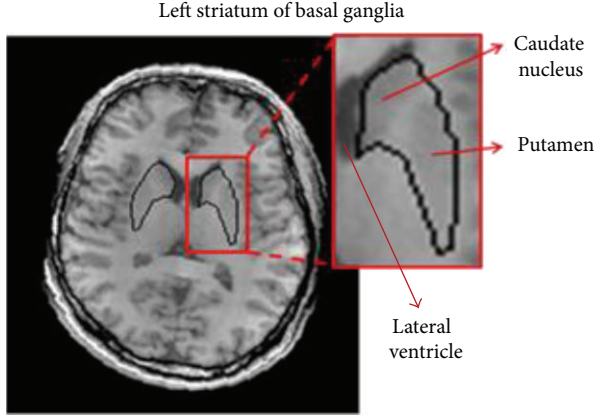 Left striatum of basal ganglia
Caudate
nucleus
Putamen
Lateral
ventricle